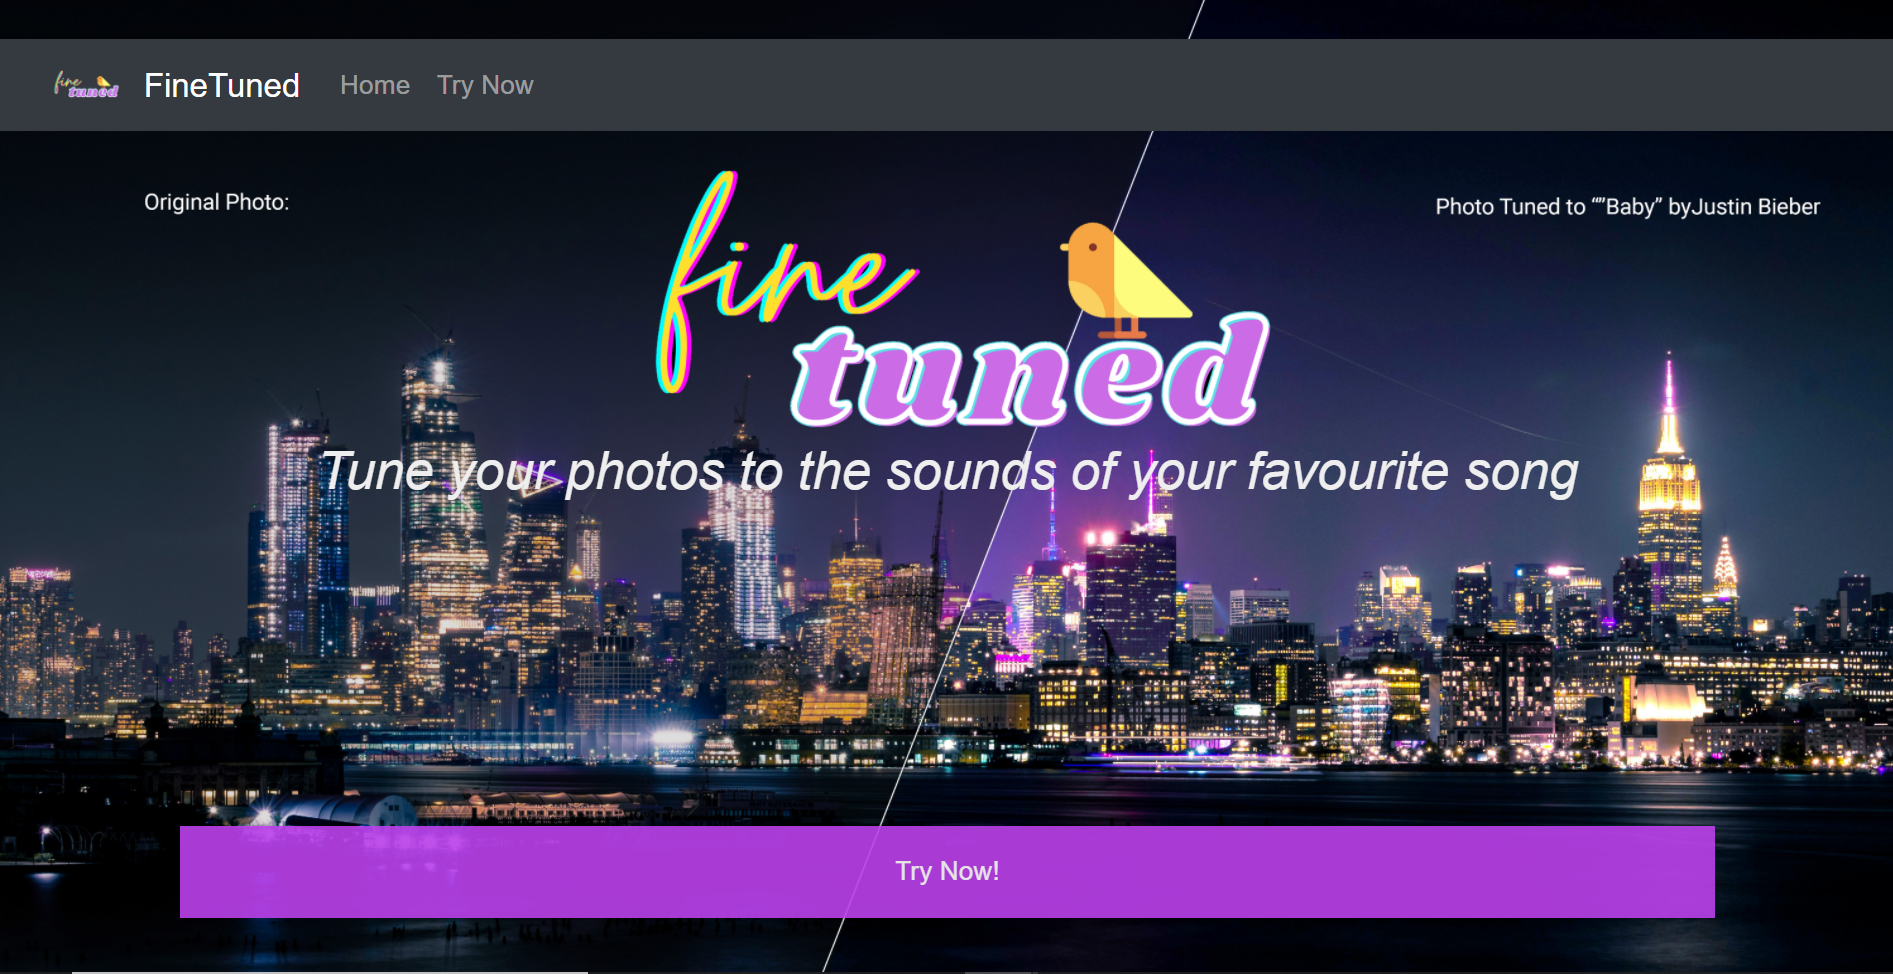 fine tuned
FineTuned
Home
Try Now
Original Photo:
Photo Tuned to “”Baby” byJustin Bieber
fine
tuned
Tune your photos to the sounds of your favourite song
Try Now!